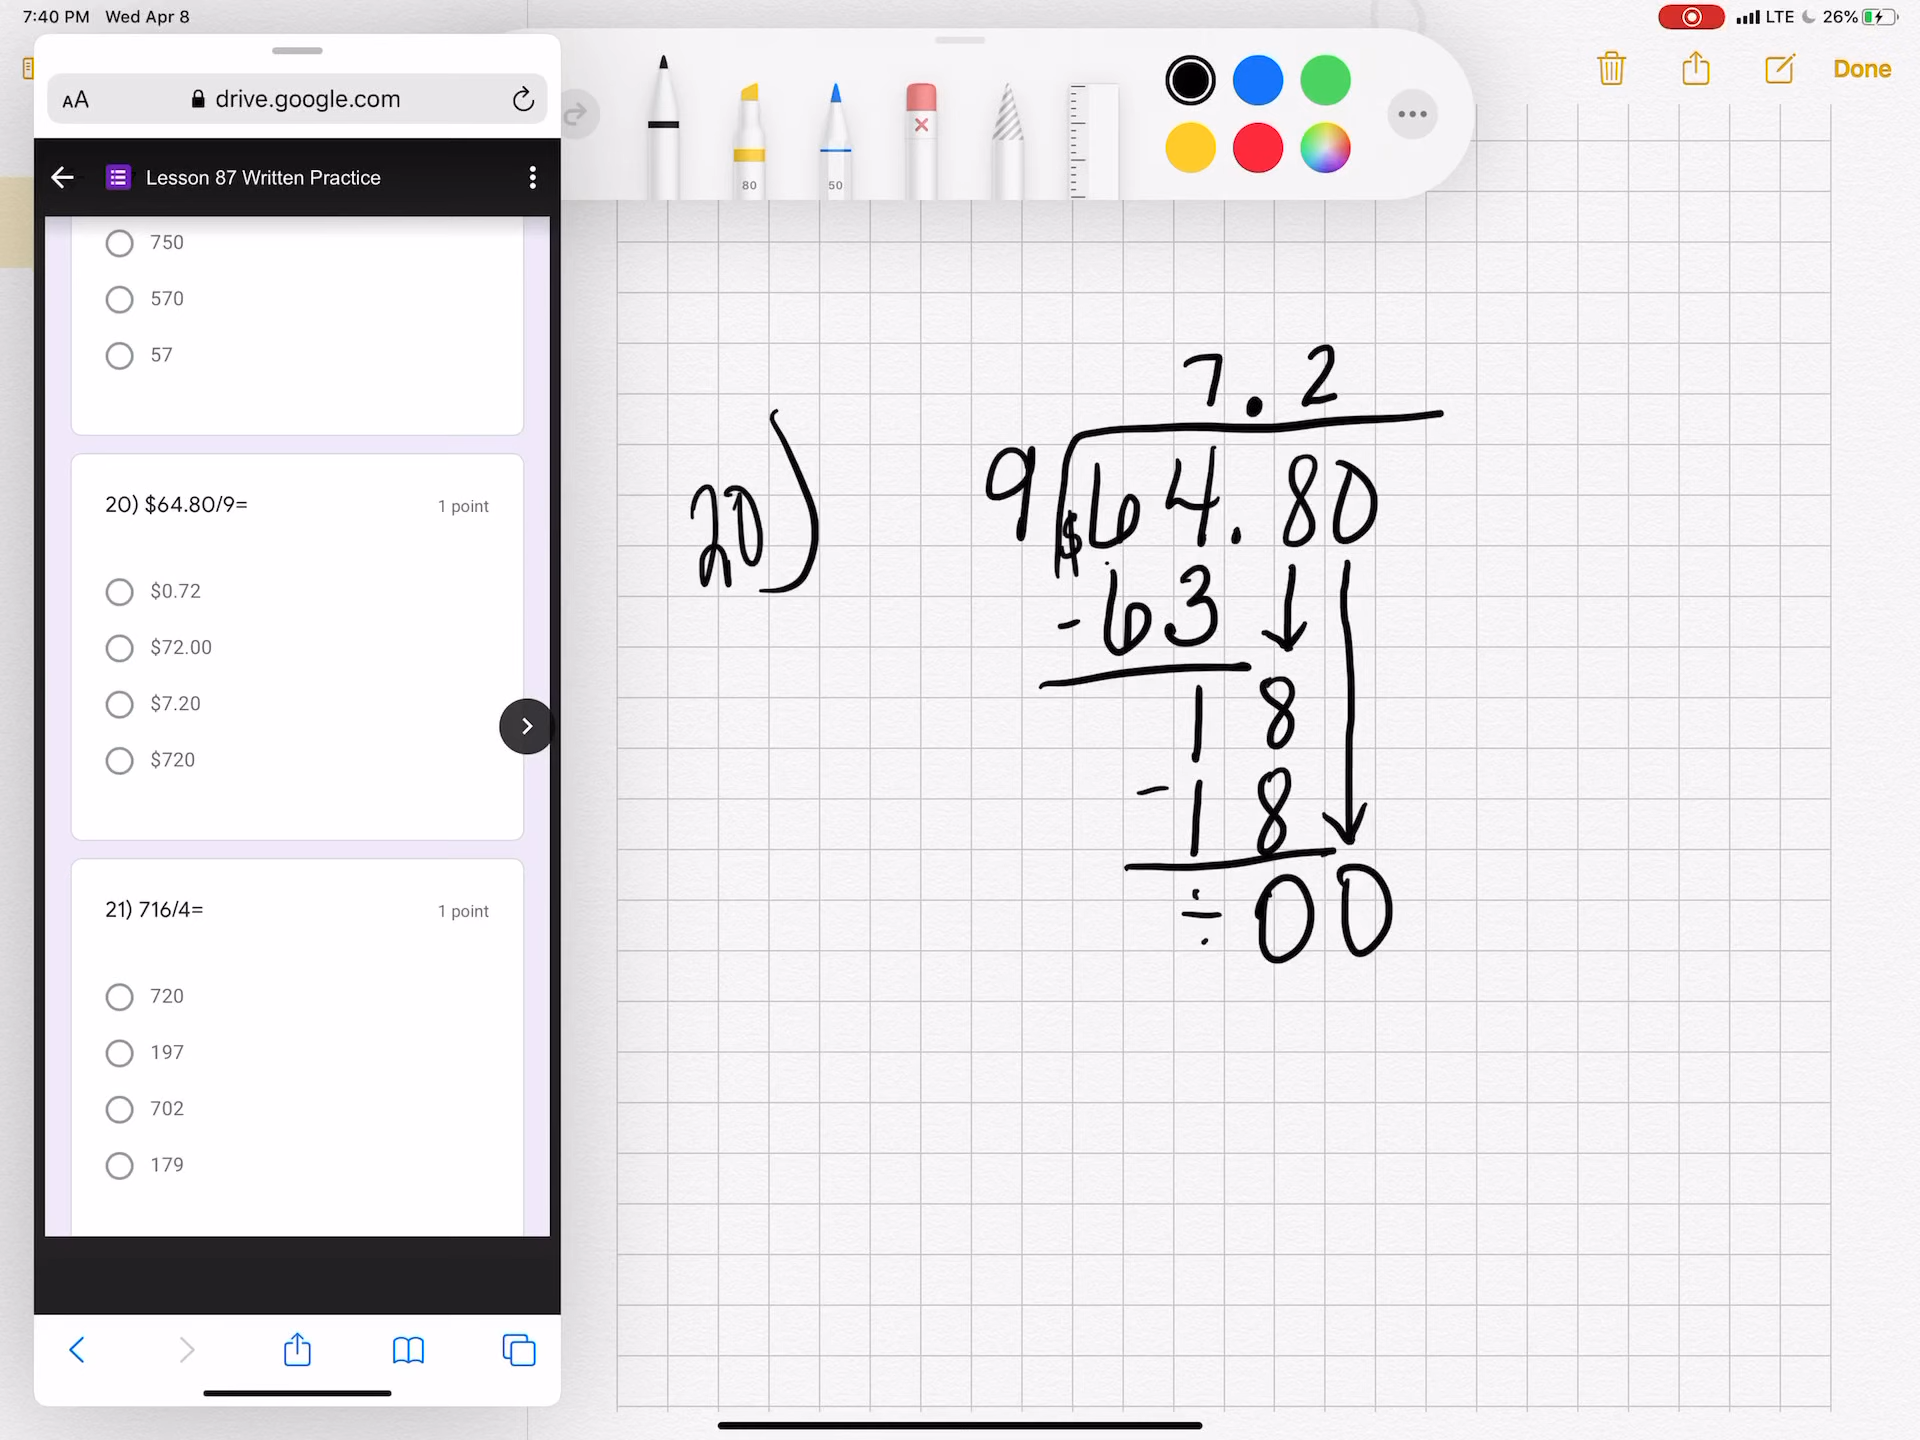 7:40 PM Wed Apr 8
LTE 26%
AA drive.google.com
Done
80 50
Lesson 87 Written Practice
750
570
57
20) $64.80/9= 1 point
$0.72
$72.00
$7.20
$720
21) 716/4= 1 point
720
197
702
179
20)
7.2
9 $64.80
- 63
18
- 18
÷ 00